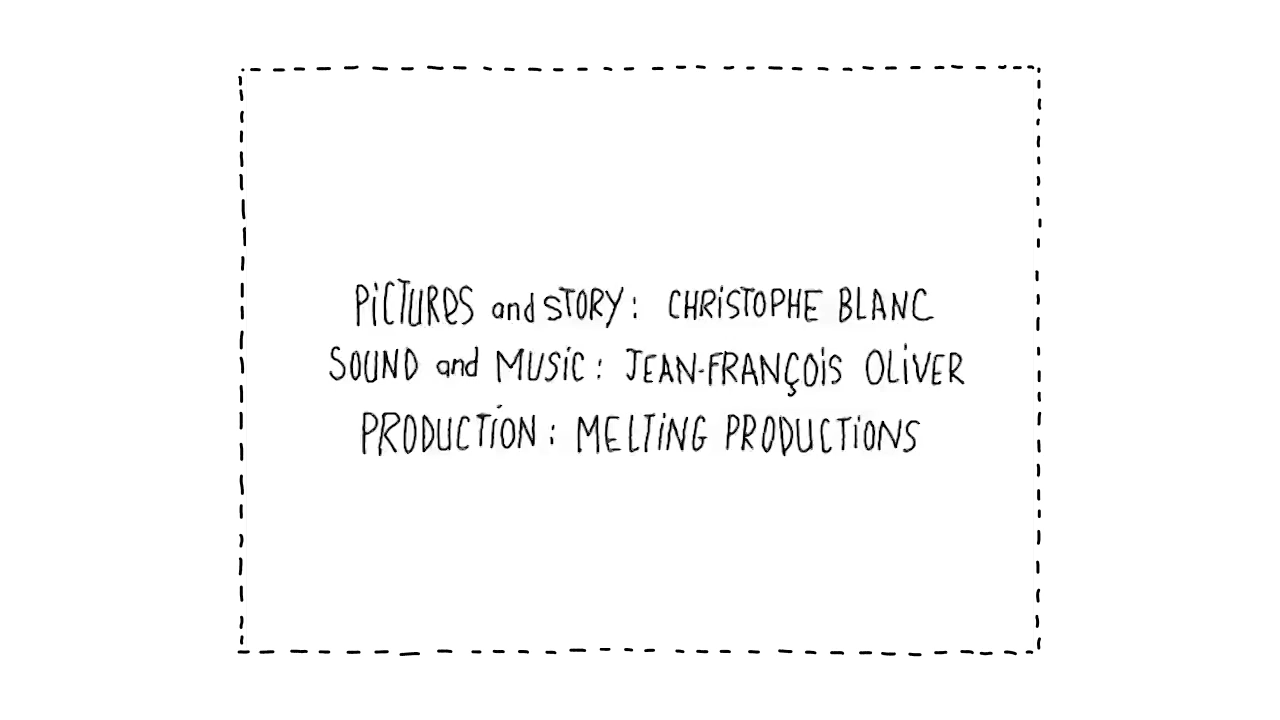 PiCTUReS and STORY : CHRiSTOPHE BLANC
SOUND and MUSiC : JEAN-FRANÇOiS OLiVER
PRODUCTiON : MELTiNG PRODUCTiONS